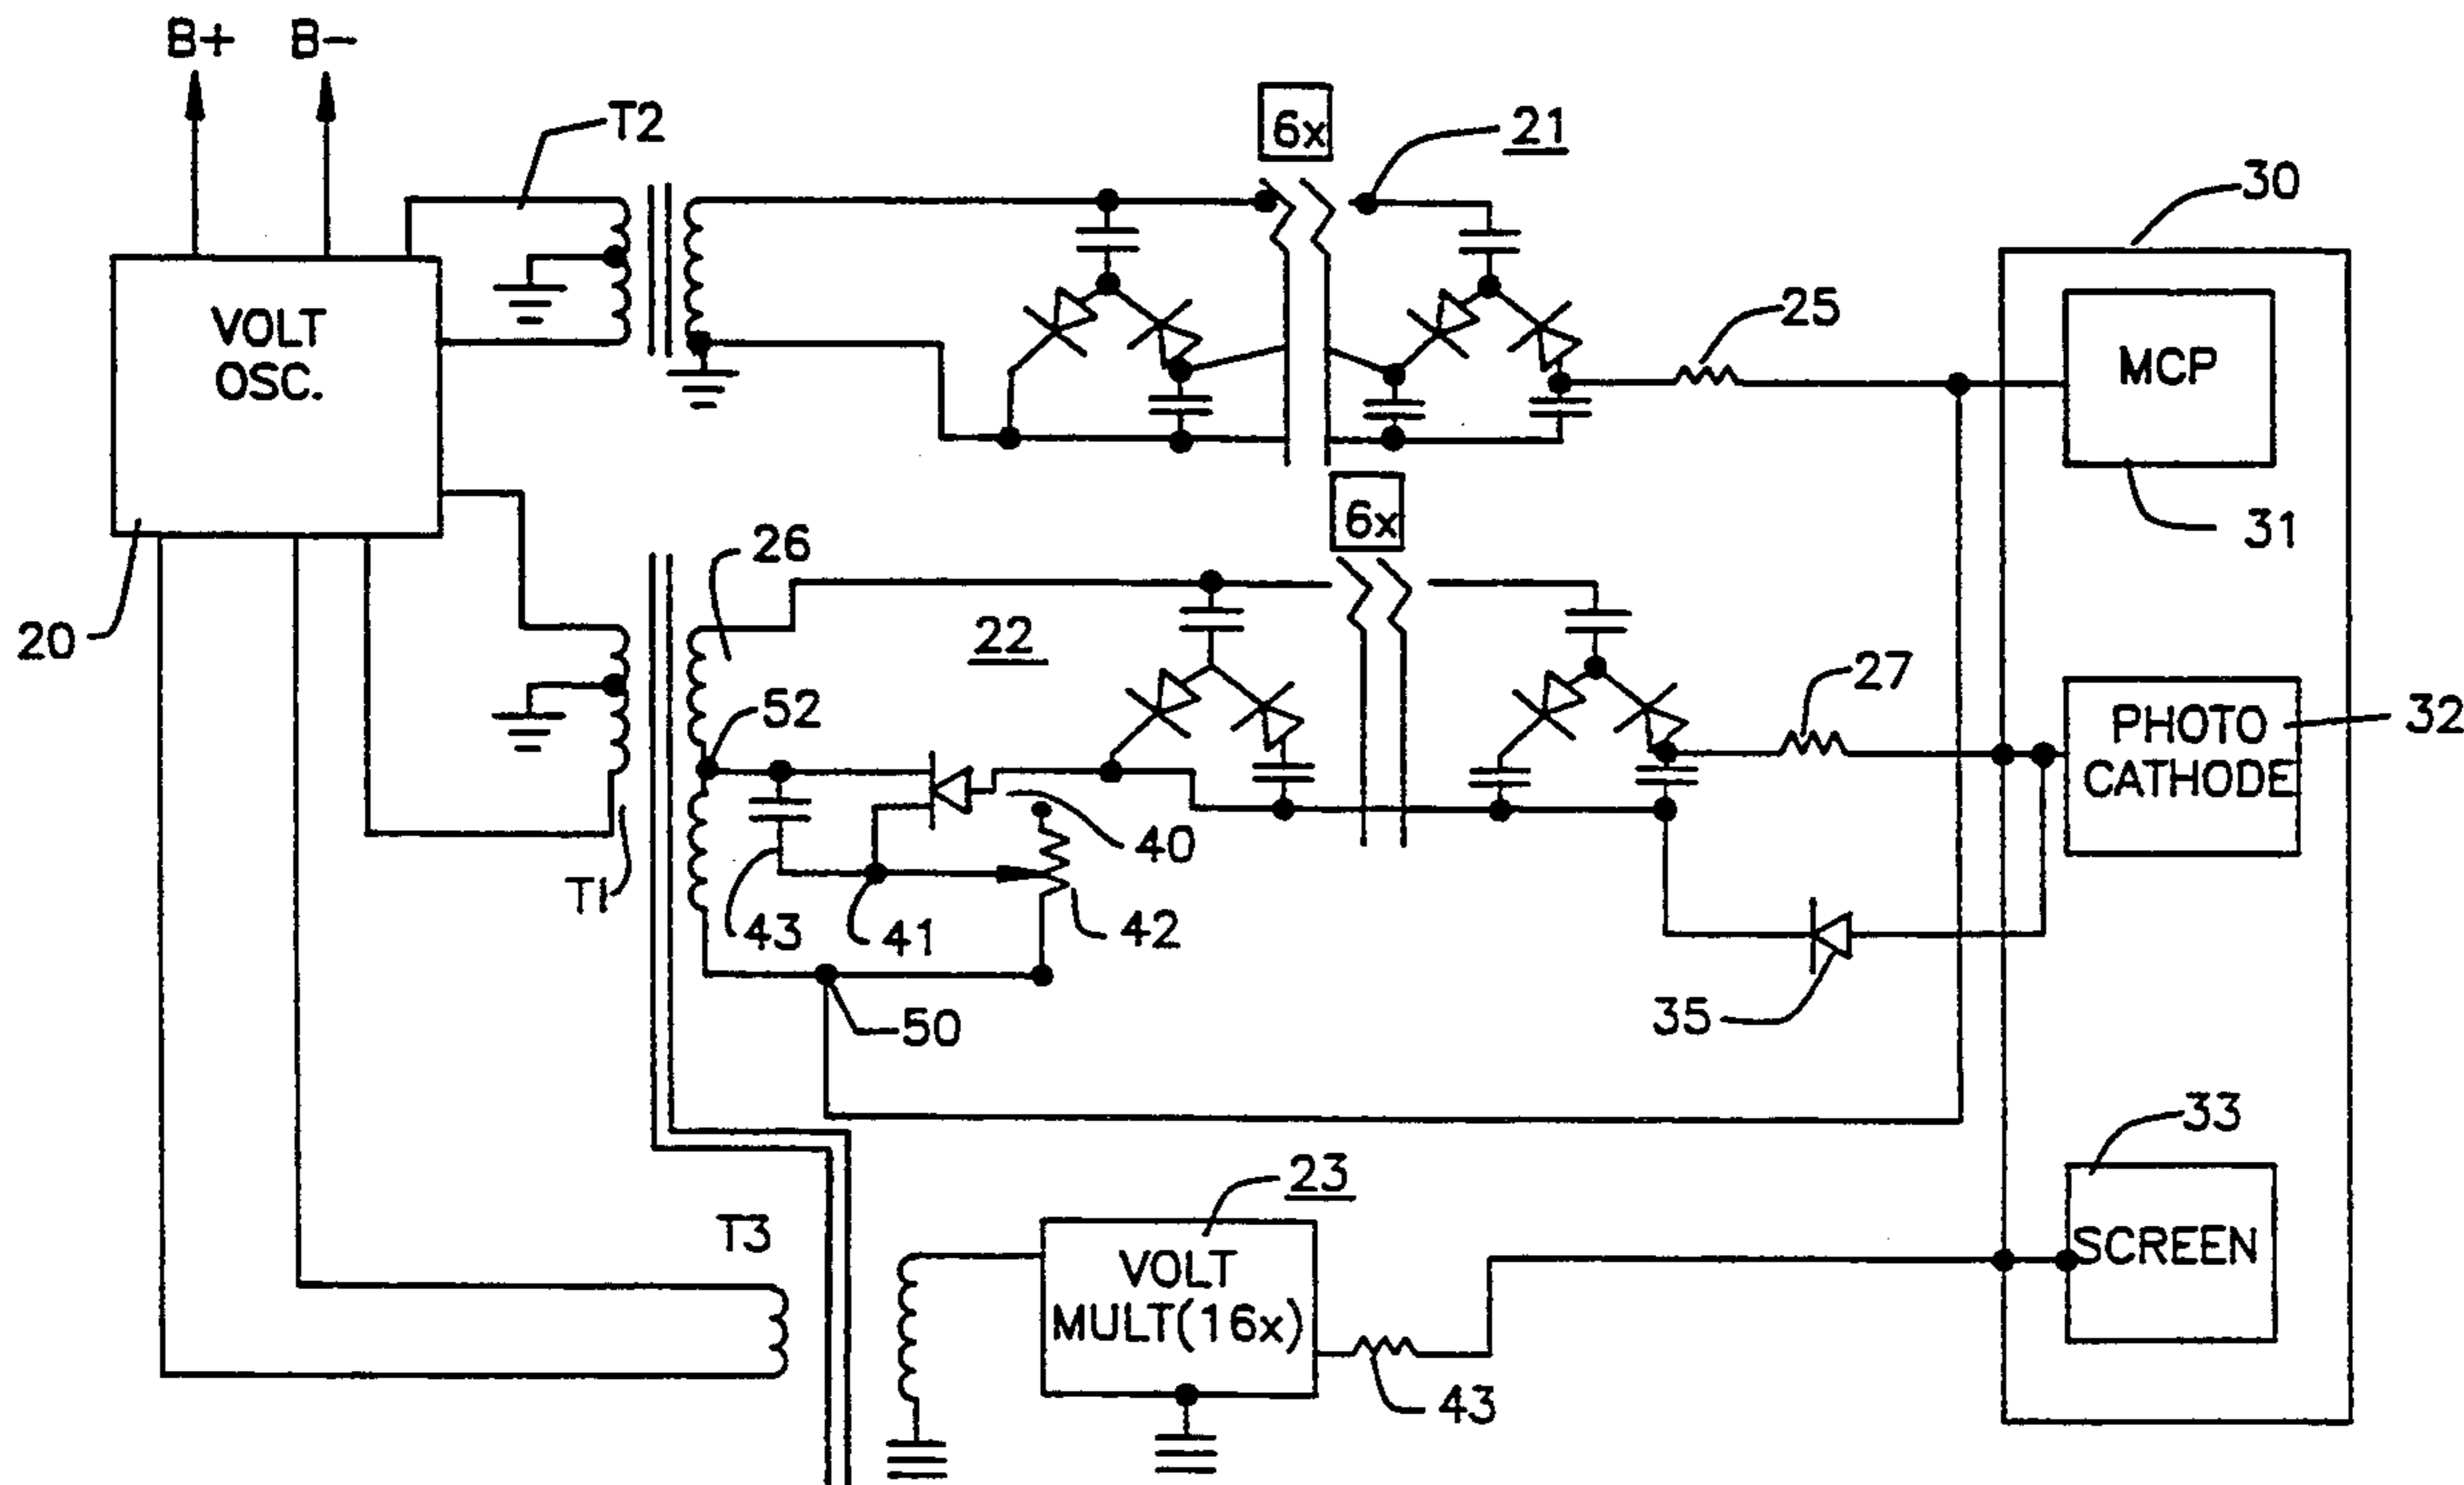 B+ B-
T2
6x
21
30
VOLT
OSC.
25
MCP
31
20
26
6x
22
52
27
PHOTO
CATHODE
32
40
T1
43
41
42
50
35
33
23
T3
VOLT
MULT(16x)
SCREEN
43